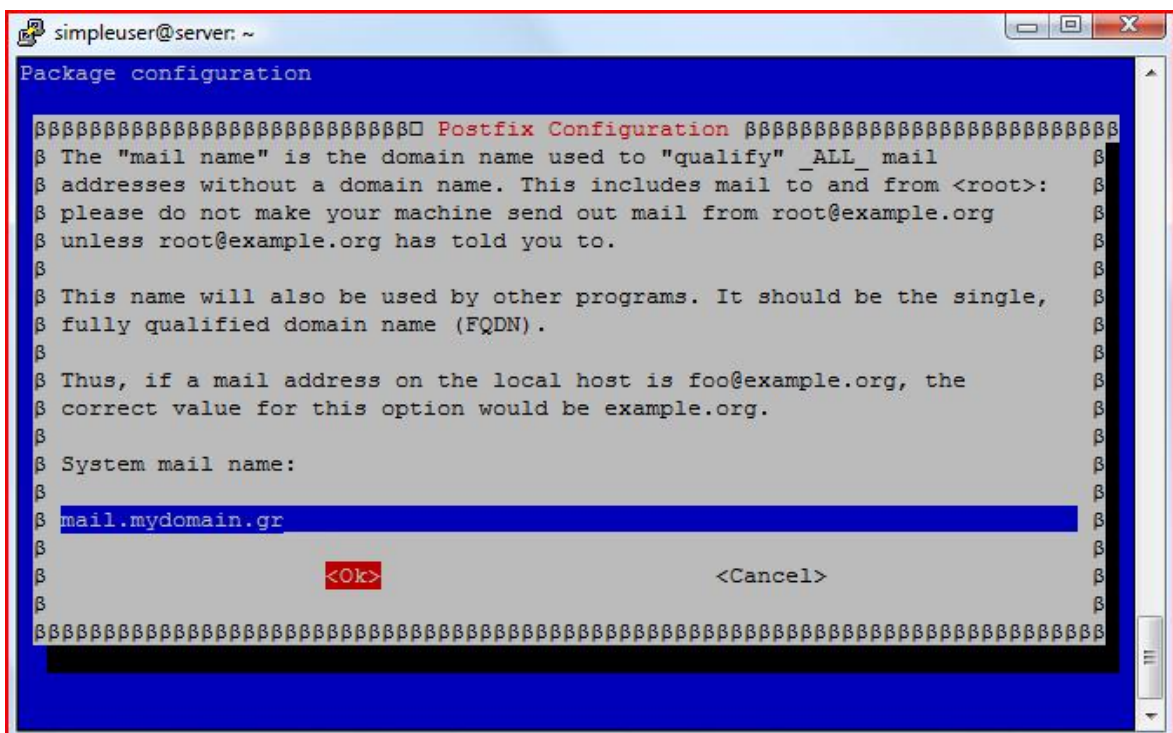 simpleuser@server: ~
Package configuration
ββββββββββββββββββββββββββββ□ Postfix Configuration βββββββββββββββββββββββββββ
β The "mail name" is the domain name used to "qualify" _ALL_ mail β
β addresses without a domain name. This includes mail to and from <root>: β
β please do not make your machine send out mail from root@example.org β
β unless root@example.org has told you to. β
β β
β This name will also be used by other programs. It should be the single, β
β fully qualified domain name (FQDN). β
β β
β Thus, if a mail address on the local host is foo@example.org, the β
β correct value for this option would be example.org. β
β β
β System mail name: β
β β
β mail.mydomain.gr β
β β
β <Ok> <Cancel> β
β β
βββββββββββββββββββββββββββββββββββββββββββββββββββββββββββββββββββββββββββββ